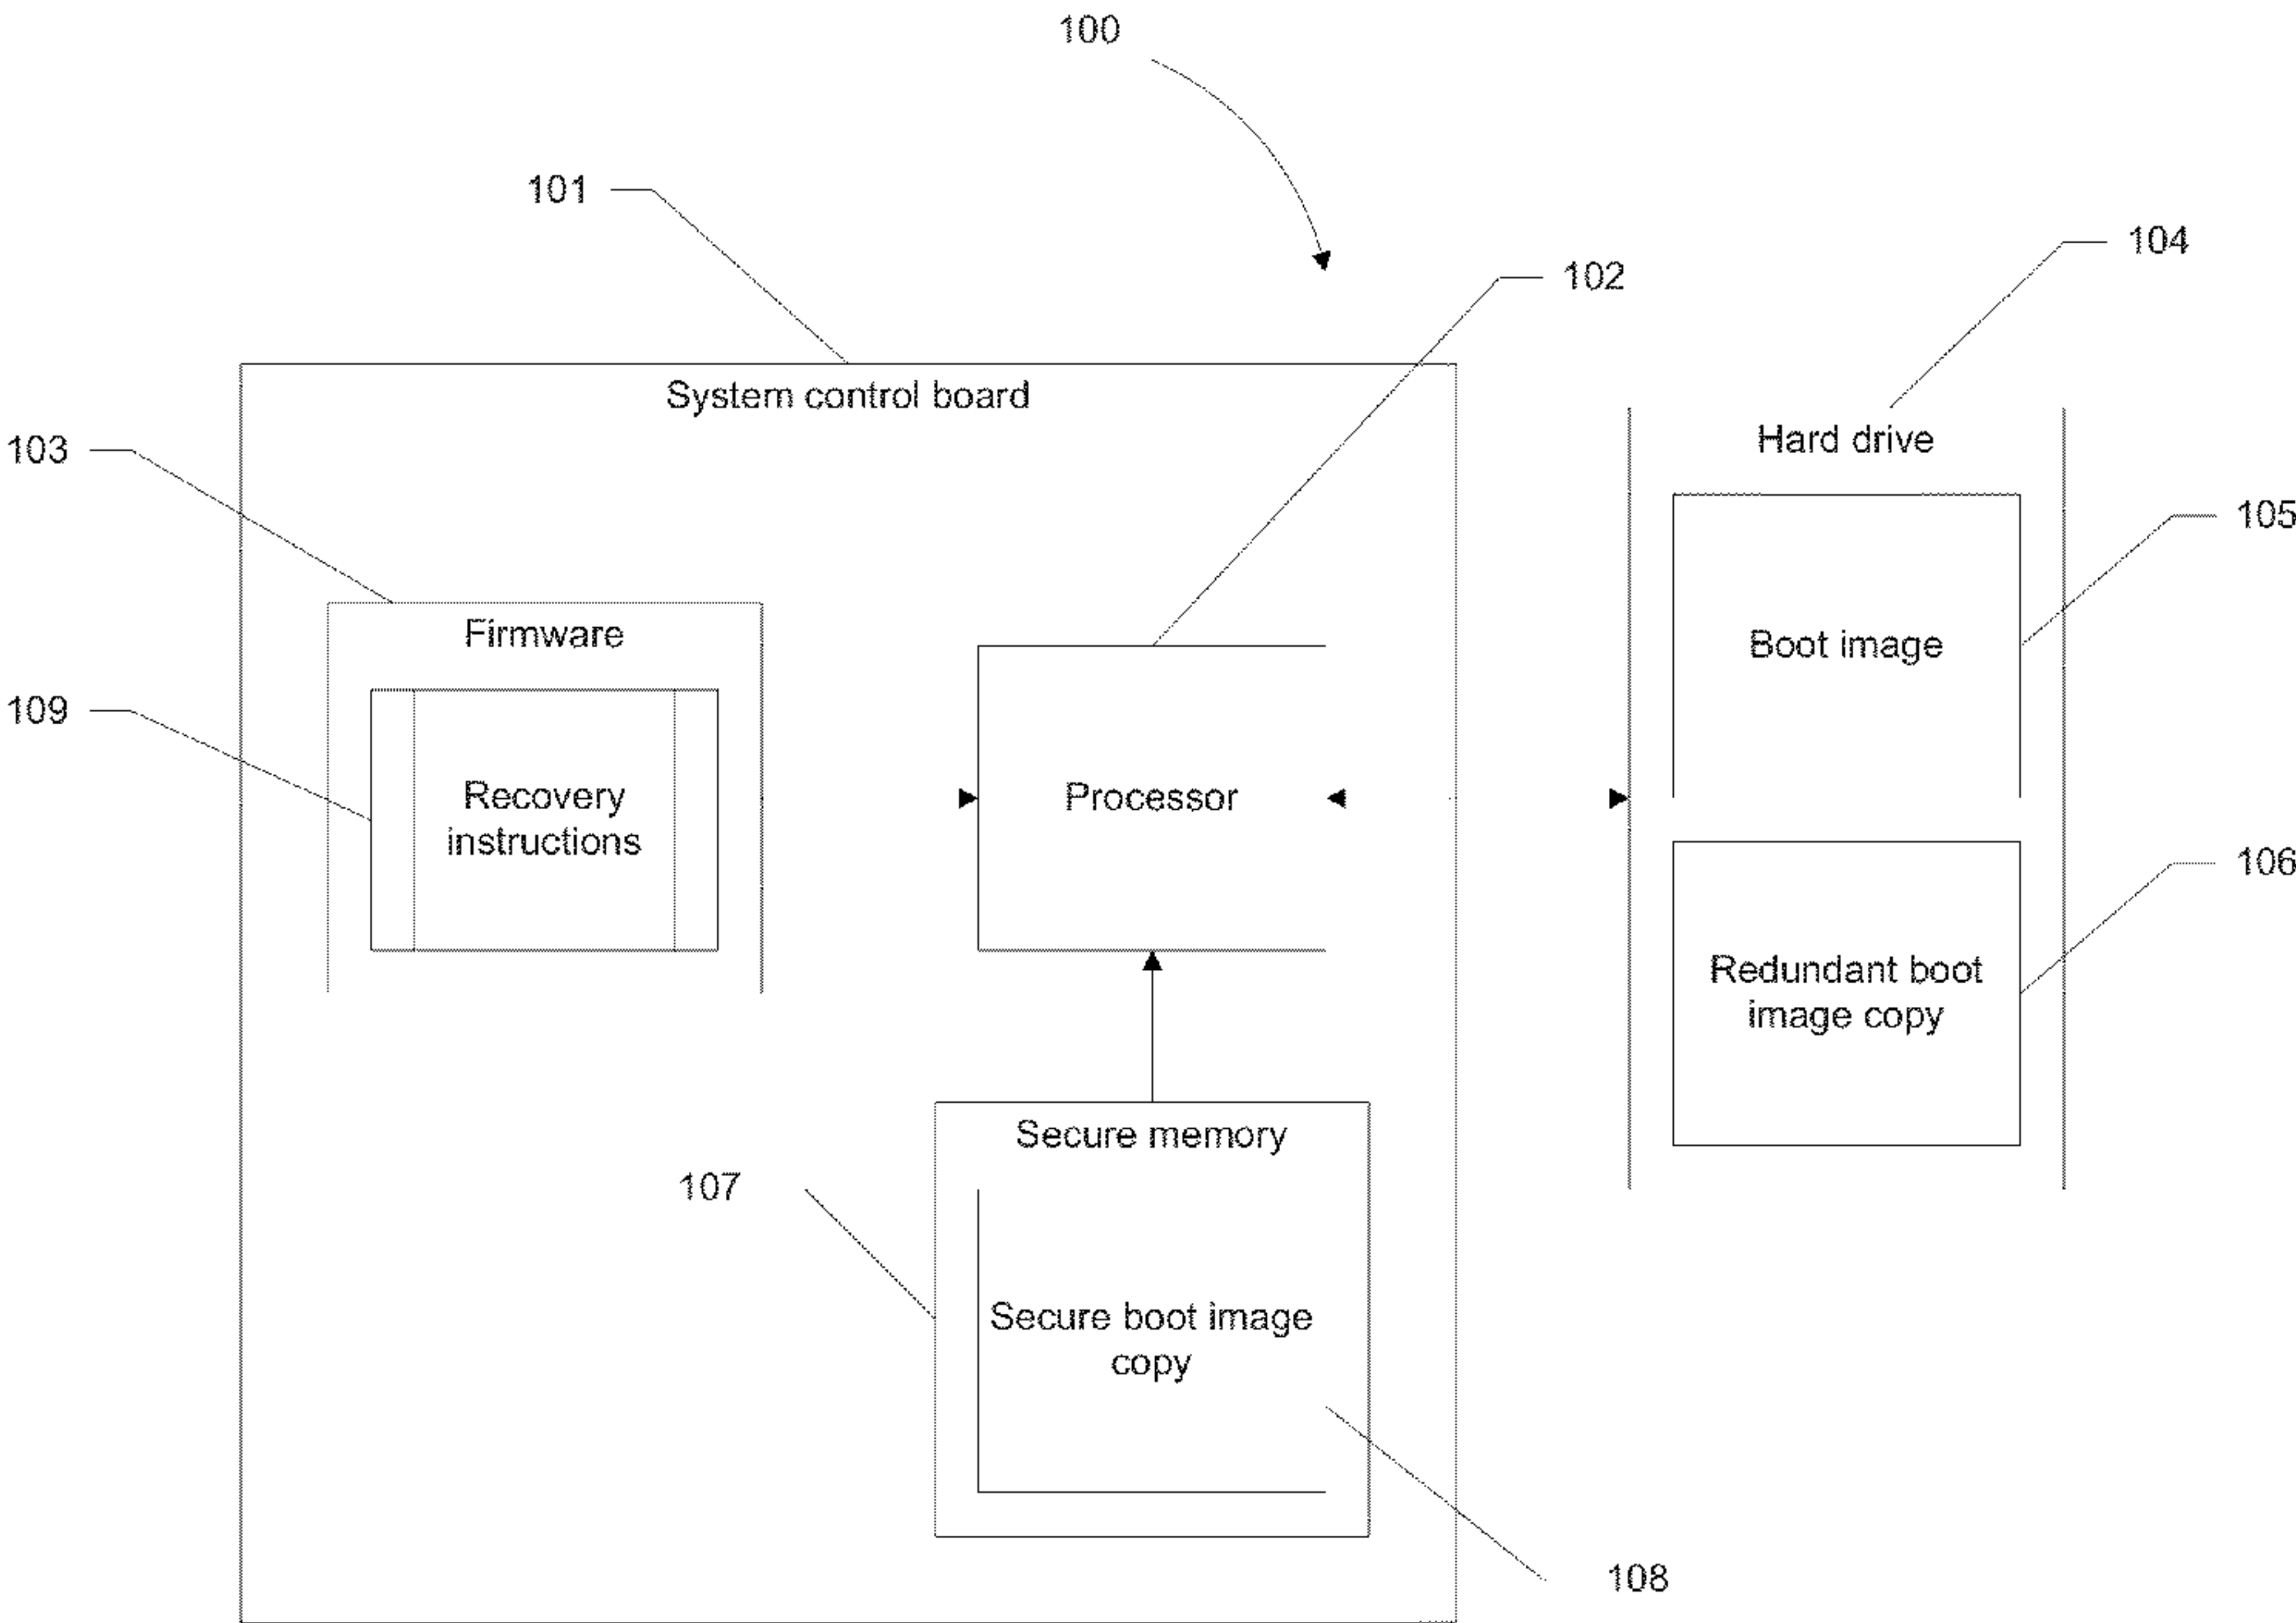 100
101
104
102
System control board
103
Hard drive
105
Firmware
Boot image
109
Recovery
instructions
Processor
106
Redundant boot
image copy
Secure memory
107
Secure boot image
copy
108